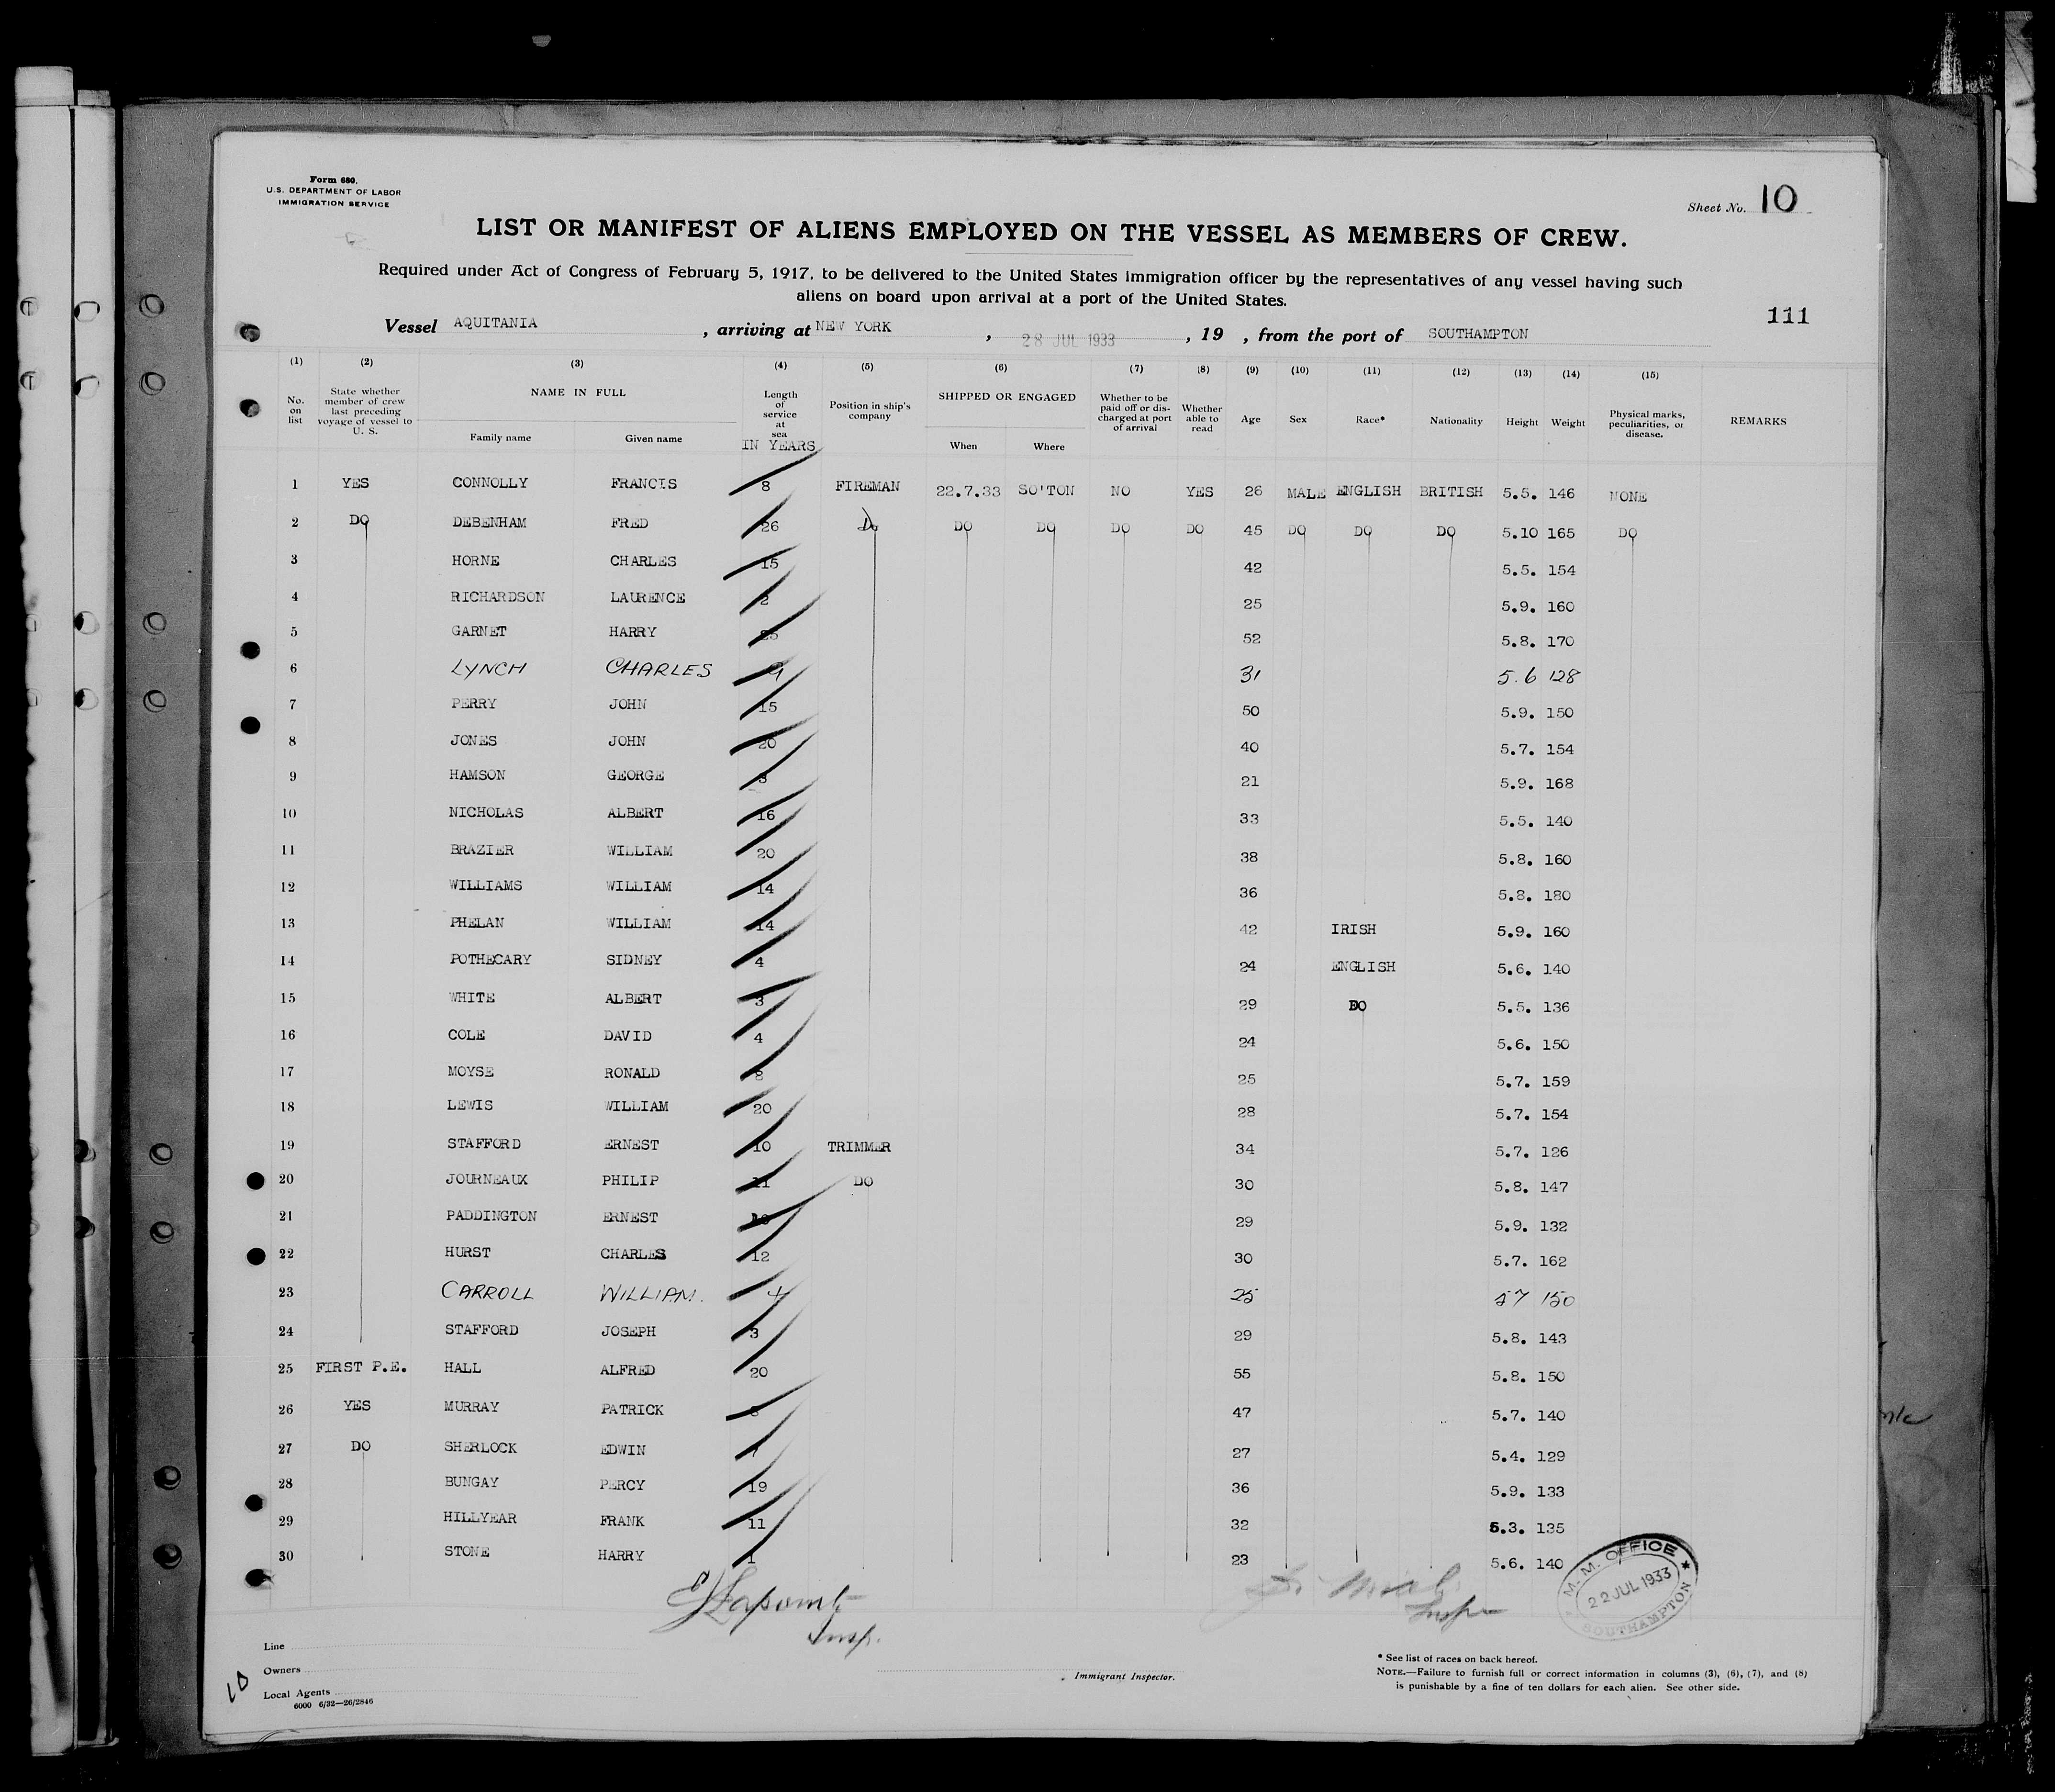 Form 680.
U.S. DEPARTMENT OF LABOR
IMMIGRATION SERVICE
Sheet No. 10
LIST OR MANIFEST OF ALIENS EMPLOYED ON THE VESSEL AS MEMBERS OF CREW.
Required under Act of Congress of February 5, 1917, to be delivered to the United States immigration officer by the representatives of any vessel having such
aliens on board upon arrival at a port of the United States.
111
Vessel AQUITANIA , arriving at NEW YORK , 28 JUL 1933 , 19 , from the port of SOUTHAMPTON
(1) (2) (3) (4) (5) (6) (7) (8) (9) (10) (11) (12) (13) (14) (15)
No. on list State whether member of crew last preceding voyage of vessel to U. S. NAME IN FULL Family name Given name Length of service at sea IN YEARS Position in ship's company SHIPPED OR ENGAGED When Where Whether to be paid off or discharged at port of arrival Whether able to read Age Sex Race* Nationality Height Weight Physical marks, peculiarities, or disease. REMARKS
1 YES CONNOLLY FRANCIS 8 FIREMAN 22.7.33 SO'TON NO YES 26 MALE ENGLISH BRITISH 5.5. 146 NONE
2 DO DEBENHAM FRED 26 Do DO DO DO DO 45 DO DO DO 5.10 165 DO
3 HORNE CHARLES 15 42 5.5. 154
4 RICHARDSON LAURENCE 2 25 5.9. 160
5 GARNET HARRY 52 5.8. 170
6 LYNCH CHARLES 31 5.6 128
7 PERRY JOHN 15 50 5.9. 150
8 JONES JOHN 20 40 5.7. 154
9 HAMSON GEORGE 3 21 5.9. 168
10 NICHOLAS ALBERT 16 33 5.5. 140
11 BRAZIER WILLIAM 20 38 5.8. 160
12 WILLIAMS WILLIAM 14 36 5.8. 180
13 PHELAN WILLIAM 14 42 IRISH 5.9. 160
14 POTHECARY SIDNEY 4 24 ENGLISH 5.6. 140
15 WHITE ALBERT 3 29 DO 5.5. 136
16 COLE DAVID 4 24 5.6. 150
17 MOYSE RONALD 8 25 5.7. 159
18 LEWIS WILLIAM 20 28 5.7. 154
19 STAFFORD ERNEST 10 TRIMMER 34 5.7. 126
20 JOURNEAUX PHILIP 11 DO 30 5.8. 147
21 PADDINGTON ERNEST 29 5.9. 132
22 HURST CHARLES 12 30 5.7. 162
23 CARROLL WILLIAM. 4 25 57 150
24 STAFFORD JOSEPH 3 29 5.8. 143
25 FIRST P.E. HALL ALFRED 20 55 5.8. 150
26 YES MURRAY PATRICK 47 5.7. 140
27 DO SHERLOCK EDWIN 7 27 5.4. 129
28 BUNGAY PERCY 19 36 5.9. 133
29 HILLYEAR FRANK 11 32 5.3. 135
30 STONE HARRY 1 23 5.6. 140
M.M. OFFICE
22 JUL 1933
SOUTHAMPTON
Insp.
Line
Owners
Local Agents
6000 6/32—26/2846
10
Immigrant Inspector.
* See list of races on back hereof.
NOTE.—Failure to furnish full or correct information in columns (3), (6), (7), and (8)
is punishable by a fine of ten dollars for each alien. See other side.